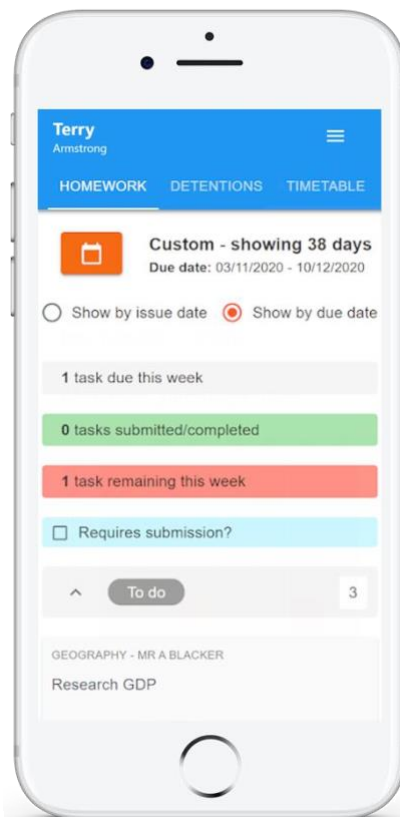 Terry
Armstrong
HOMEWORK DETENTIONS TIMETABLE
Custom - showing 38 days
Due date: 03/11/2020 - 10/12/2020
Show by issue date Show by due date
1 task due this week
0 tasks submitted/completed
1 task remaining this week
Requires submission?
To do 3
GEOGRAPHY - MR A BLACKER
Research GDP